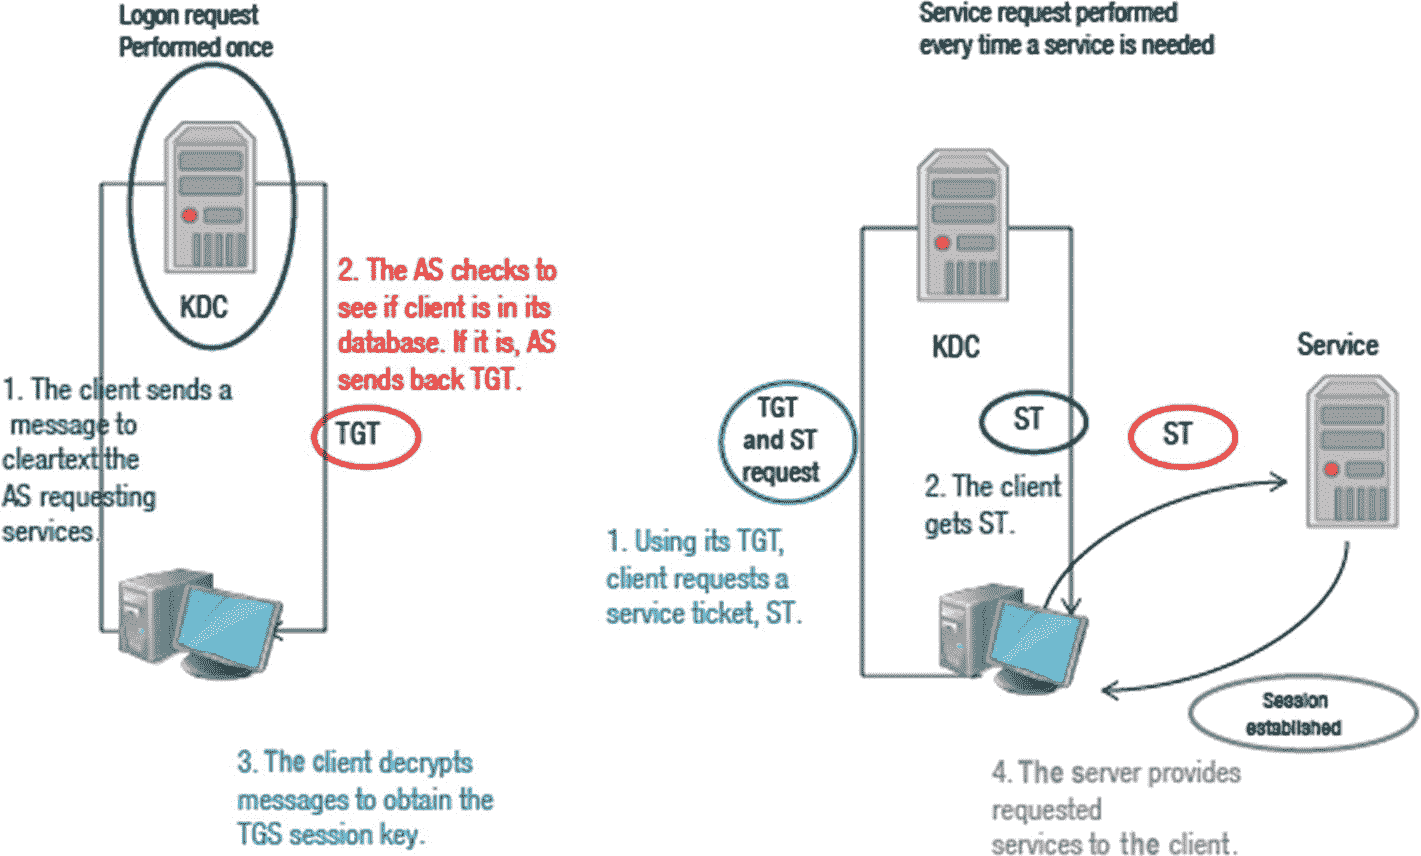 Logon request
Performed once
KDC
1. The client sends a
message to
cleartext the
AS requesting
services.
2. The AS checks to
see if client is in its
database. If it is, AS
sends back TGT.
TGT
3. The client decrypts
messages to obtain the
TGS session key.
Service request performed
every time a service is needed
KDC
TGT
and ST
request
1. Using its TGT,
client requests a
service ticket, ST.
ST
2. The client
gets ST.
ST
Service
Session
established
4. The server provides
requested
services to the client.